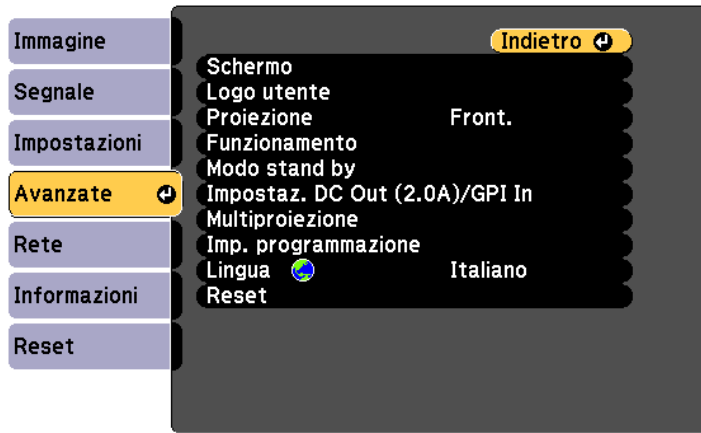 Immagine
Segnale
Impostazioni
Avanzate
Rete
Informazioni
Reset
Indietro
Schermo
Logo utente
Proiezione Front.
Funzionamento
Modo stand by
Impostaz. DC Out (2.0A)/GPI In
Multiproiezione
Imp. programmazione
Lingua Italiano
Reset